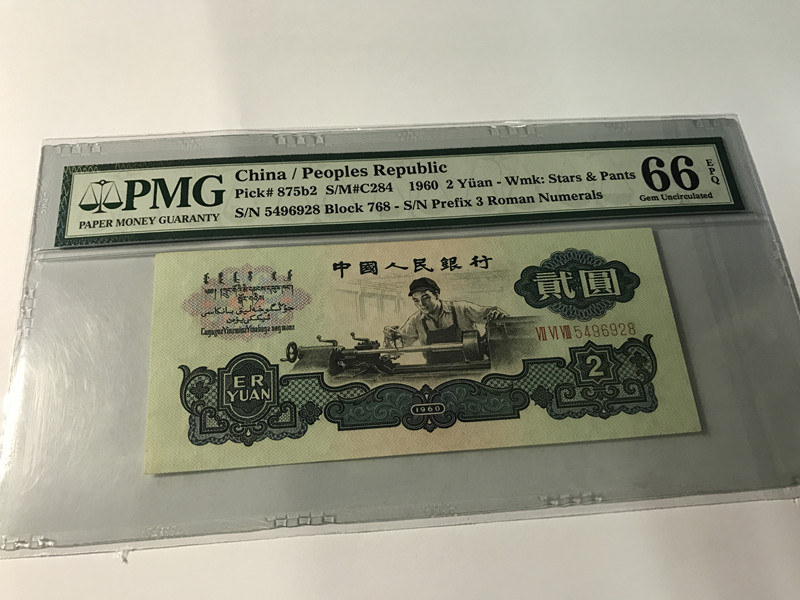 PMG
PAPER MONEY GUARANTY
China / Peoples Republic
Pick# 875b2 S/M#C284 1960 2 Yüan - Wmk: Stars & Pants
S/N 5496928 Block 768 - S/N Prefix 3 Roman Numerals
66 EPQ
Gem Uncirculated
中國人民銀行
貳圓
VII VI VIII 5496928
ER
YUAN
1960
2